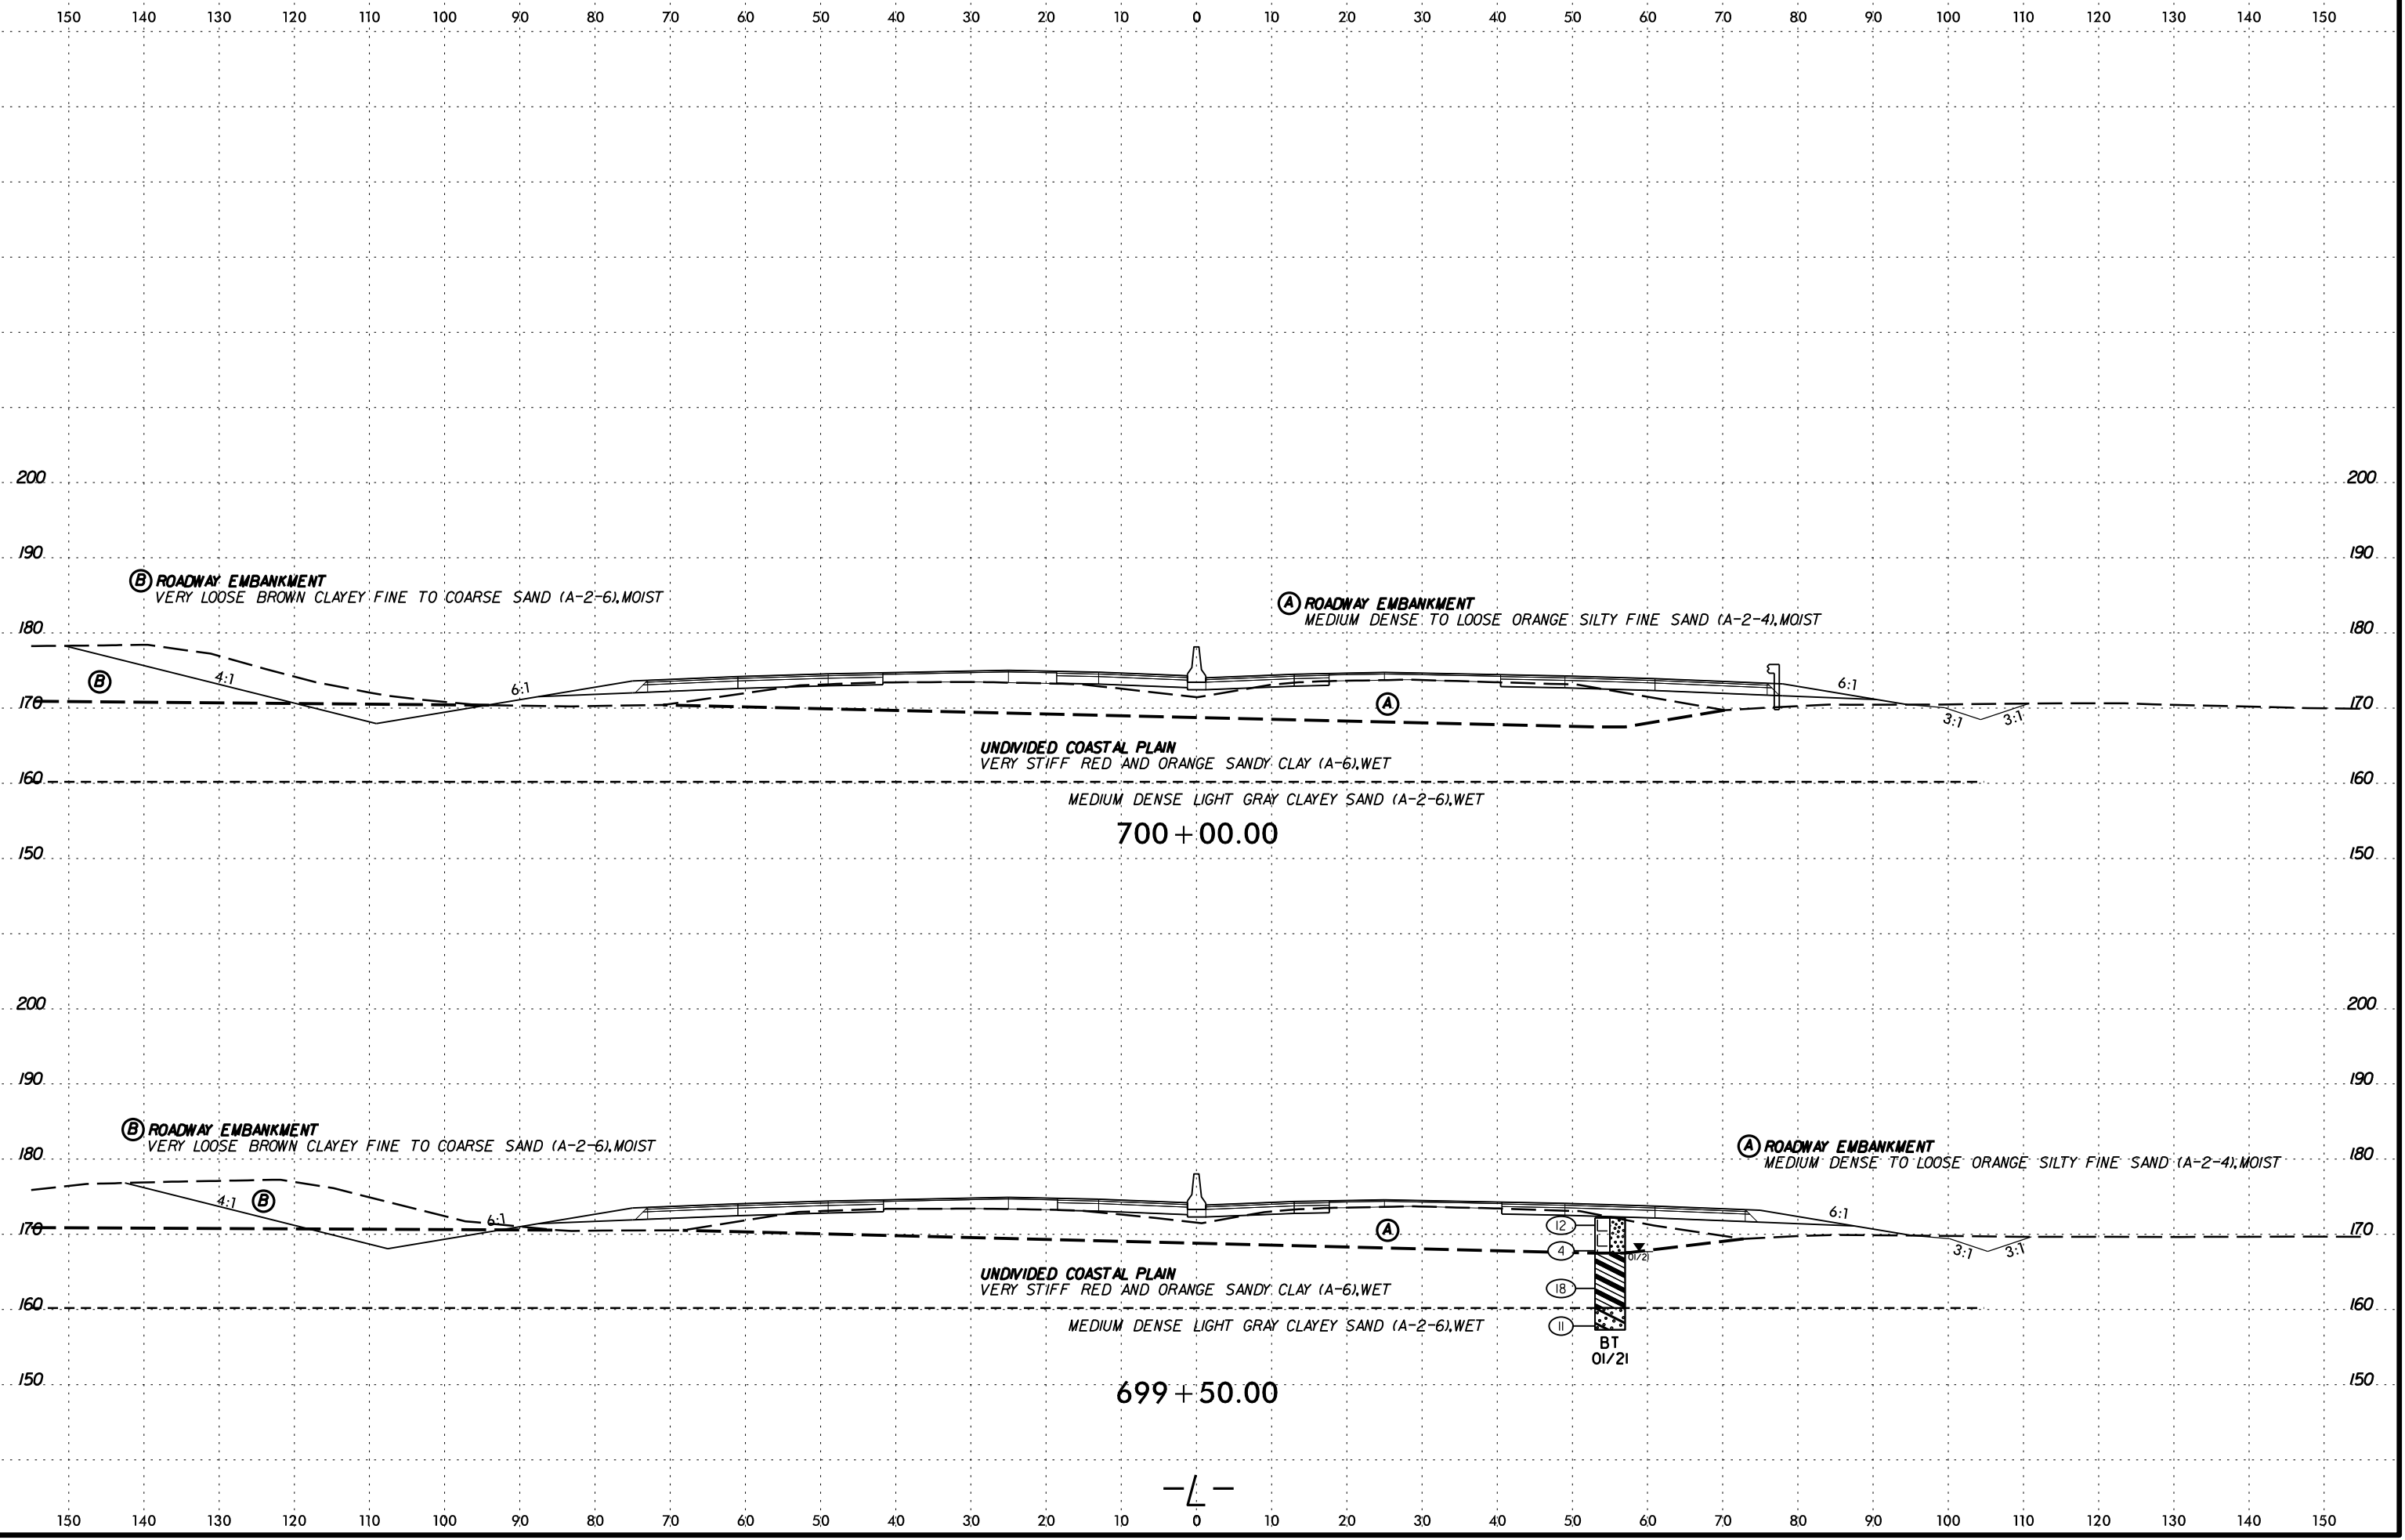 150 140 130 120 110 100 90 80 70 60 50 40 30 20 10 0 10 20 30 40 50 60 70 80 90 100 110 120 130 140 150
200 200
190 190
Ⓑ ROADWAY EMBANKMENT
VERY LOOSE BROWN CLAYEY FINE TO COARSE SAND (A-2-6), MOIST
Ⓐ ROADWAY EMBANKMENT
MEDIUM DENSE TO LOOSE ORANGE SILTY FINE SAND (A-2-4), MOIST
180 180
B 4:1 6:1 A 6:1
170 3:1 3:1 170
UNDIVIDED COASTAL PLAIN
VERY STIFF RED AND ORANGE SANDY CLAY (A-6), WET
160 160
MEDIUM DENSE LIGHT GRAY CLAYEY SAND (A-2-6), WET
700+00.00
150 150
200 200
190 190
Ⓑ ROADWAY EMBANKMENT
VERY LOOSE BROWN CLAYEY FINE TO COARSE SAND (A-2-6), MOIST
Ⓐ ROADWAY EMBANKMENT
MEDIUM DENSE TO LOOSE ORANGE SILTY FINE SAND (A-2-4), MOIST
180 180
4:1 B 6:1 A 12 6:1
170 170
4 01/21 3:1 3:1
UNDIVIDED COASTAL PLAIN
VERY STIFF RED AND ORANGE SANDY CLAY (A-6), WET
18
160 160
MEDIUM DENSE LIGHT GRAY CLAYEY SAND (A-2-6), WET
11
BT
01/21
150 150
699+50.00
-L-
150 140 130 120 110 100 90 80 70 60 50 40 30 20 10 0 10 20 30 40 50 60 70 80 90 100 110 120 130 140 150